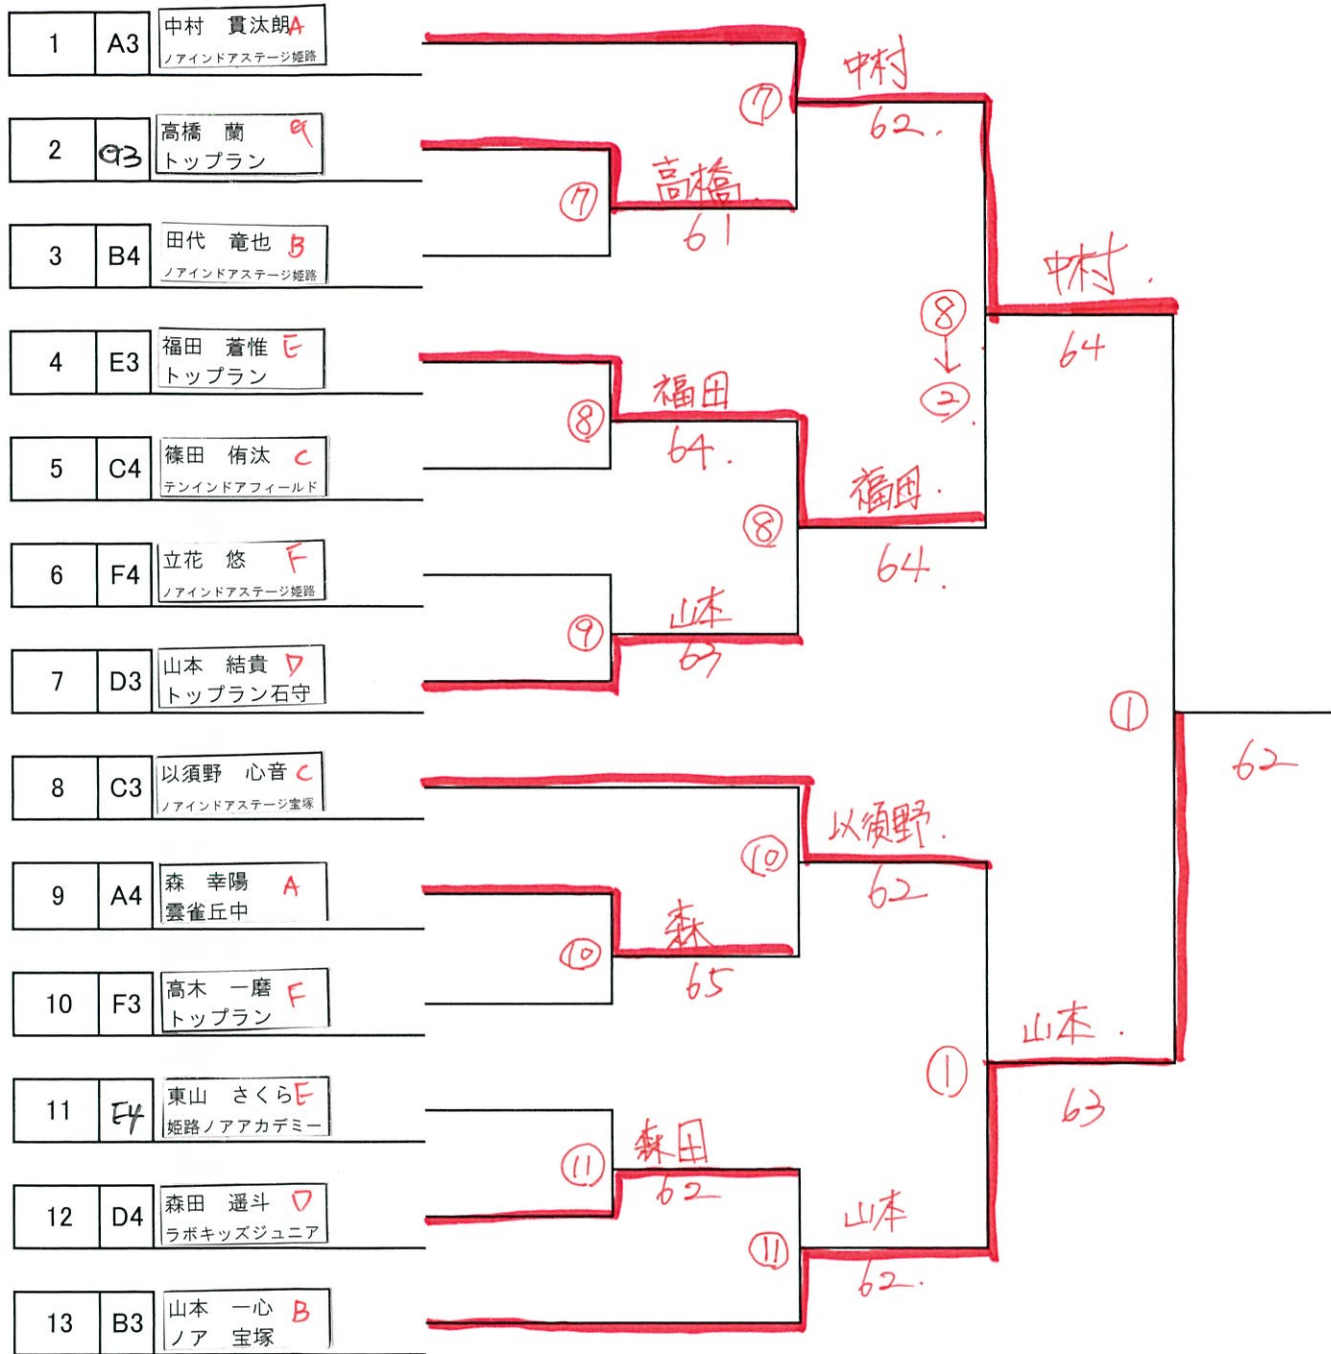 1 A3 中村 貫汰朗 A
ノアインドアステージ姫路
中村
⑦
62.
2 高橋 蘭
トップラン
高橋.
⑦
61
3 B4 田代 竜也 B
ノアインドアステージ姫路
中村.
⑧
64
②
4 E3 福田 蒼惟 E
トップラン
福田
⑧
64.
5 C4 篠田 侑汰 C
テンインドアフィールド
福田.
⑧
64.
6 F4 立花 悠 F
ノアインドアステージ姫路
山本
⑨
63
7 D3 山本 結貴 D
トップラン石守
①
62
8 C3 以須野 心音 C
ノアインドアステージ宝塚
以須野.
⑩
62
9 A4 森 幸陽 A
雲雀丘中
森
⑩
65
10 F3 高木 一磨 F
トップラン
山本.
①
63
11 E4 東山 さくら E
姫路ノアアカデミー
森田
⑪
62
12 D4 森田 遥斗 D
ラボキッズジュニア
山本
⑪
62.
13 B3 山本 一心 B
ノア 宝塚